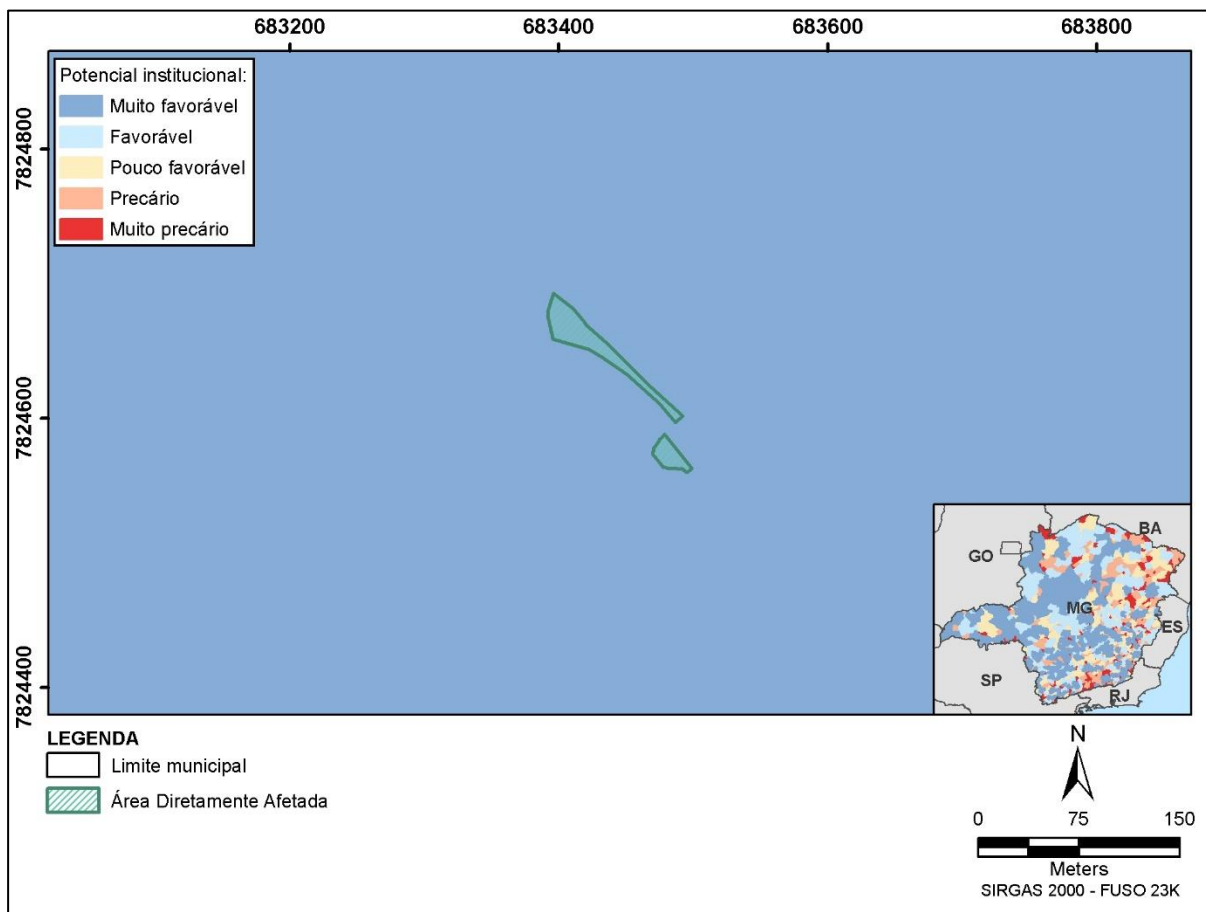 683200 683400 683600 683800
7824800
7824600
7824400
Potencial institucional:
Muito favorável
Favorável
Pouco favorável
Precário
Muito precário
BA
GO
MG
ES
SP
RJ
LEGENDA
Limite municipal
Área Diretamente Afetada
N
0 75 150
Meters
SIRGAS 2000 - FUSO 23K